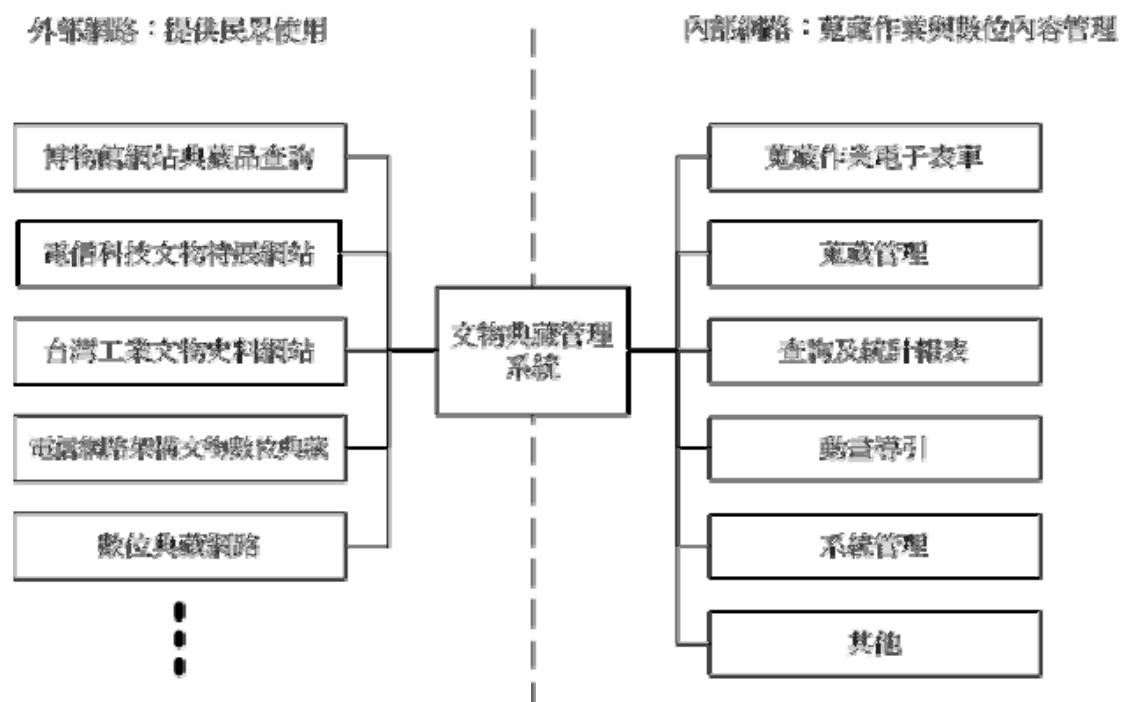 外部網路：提供民眾使用
內部網路：蒐藏作業與數位內容管理
博物館網站典藏品查詢
電信科技文物特展網站
台灣工業文物史料網站
電信網路架構文物數位典藏
數位典藏網路
文物典藏管理
系統
蒐藏作業電子表單
蒐藏管理
查詢及統計報表
動畫導引
系統管理
其他